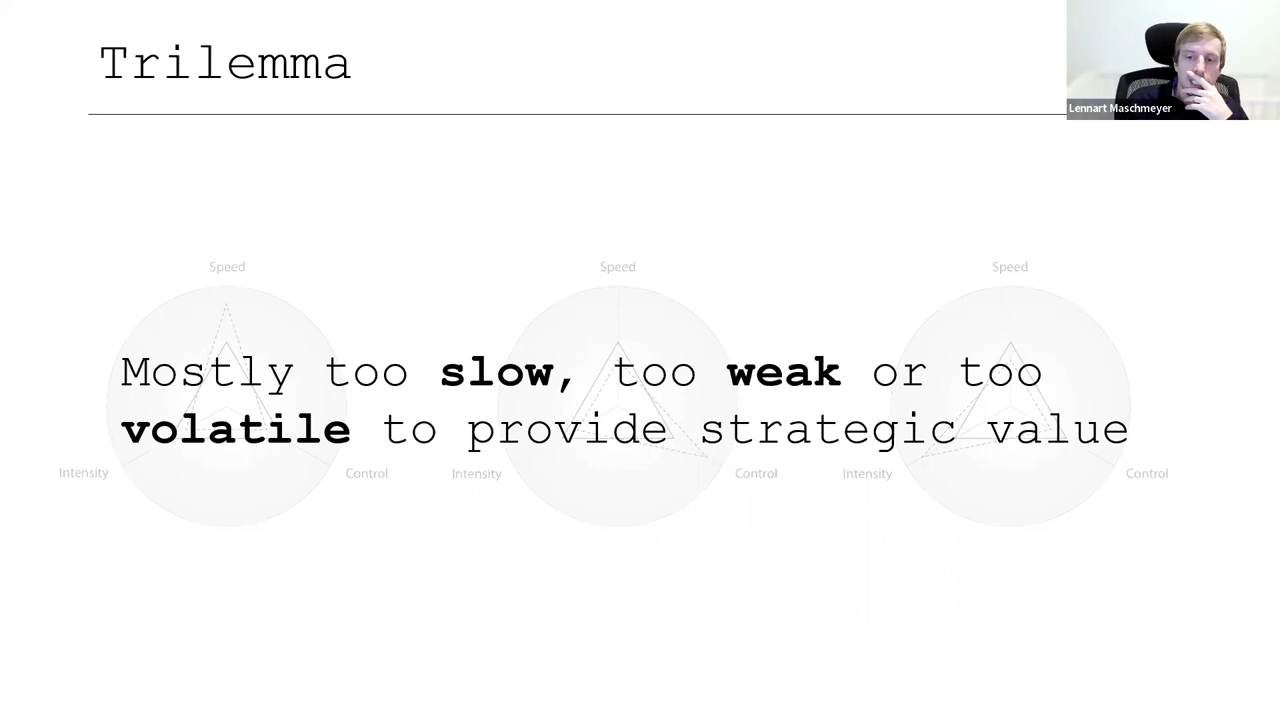 Trilemma
Lennart Maschmeyer
Speed
Speed
Speed
Mostly too slow, too weak or too
volatile to provide strategic value
Intensity
Control
Intensity
Control
Intensity
Control